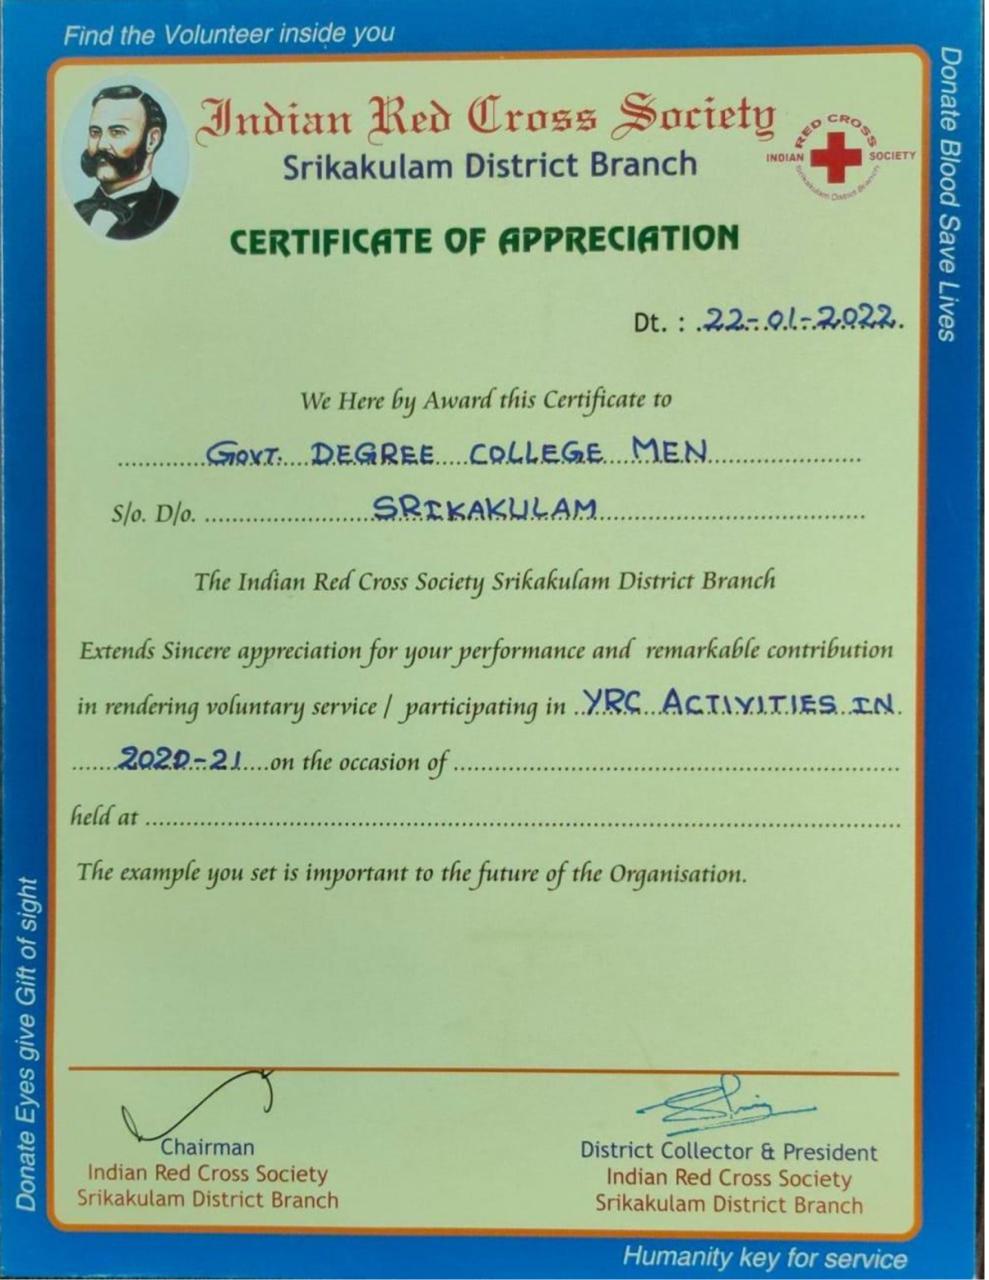 Find the Volunteer inside you
Donate Blood Save Lives
Indian Red Cross Society
Srikakulam District Branch
RED CROSS
INDIAN SOCIETY
Srikakulam District Branch
CERTIFICATE OF APPRECIATION
Dt. : 22-01-2022.
We Here by Award this Certificate to
GOVT. DEGREE COLLEGE MEN
S/o. D/o. SRIKAKULAM
The Indian Red Cross Society Srikakulam District Branch
Extends Sincere appreciation for your performance and remarkable contribution
in rendering voluntary service / participating in YRC ACTIVITIES IN
2020-21 on the occasion of
held at
The example you set is important to the future of the Organisation.
Donate Eyes give Gift of sight
Chairman
Indian Red Cross Society
Srikakulam District Branch
District Collector & President
Indian Red Cross Society
Srikakulam District Branch
Humanity key for service